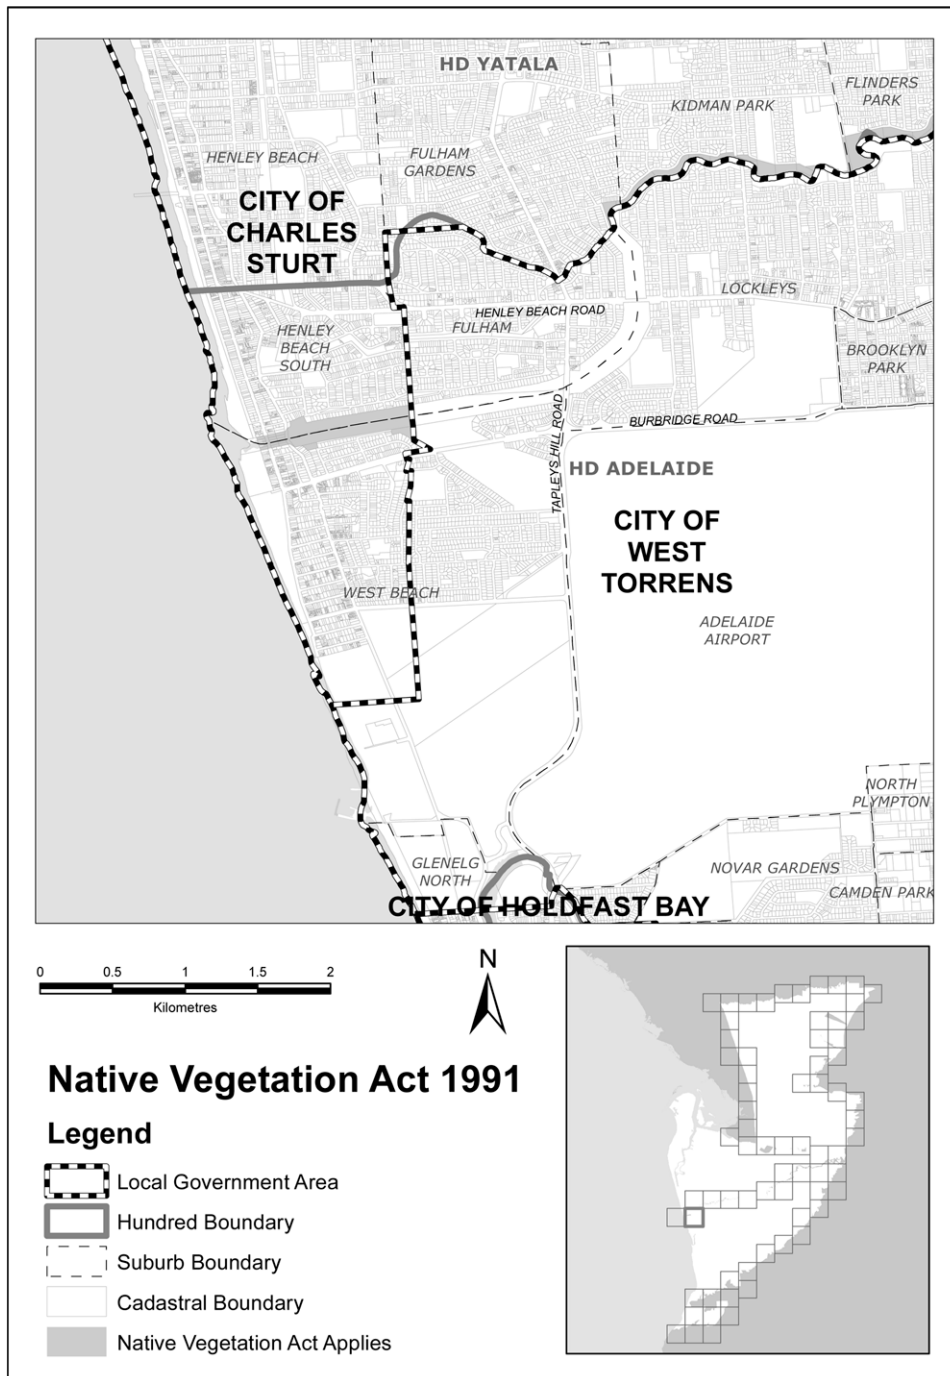 HD YATALA
FLINDERS
PARK
KIDMAN PARK
HENLEY BEACH
FULHAM
GARDENS
CITY OF
CHARLES
STURT
LOCKLEYS
HENLEY BEACH ROAD
FULHAM
HENLEY
BEACH
SOUTH
BROOKLYN
PARK
TAPLEYS HILL ROAD
BURBRIDGE ROAD
HD ADELAIDE
CITY OF
WEST
TORRENS
WEST BEACH
ADELAIDE
AIRPORT
NORTH
PLYMPTON
GLENELG
NORTH
NOVAR GARDENS
CAMDEN PARK
CITY OF HOLDFAST BAY
0 0.5 1 1.5 2
Kilometres
N
Native Vegetation Act 1991
Legend
Local Government Area
Hundred Boundary
Suburb Boundary
Cadastral Boundary
Native Vegetation Act Applies